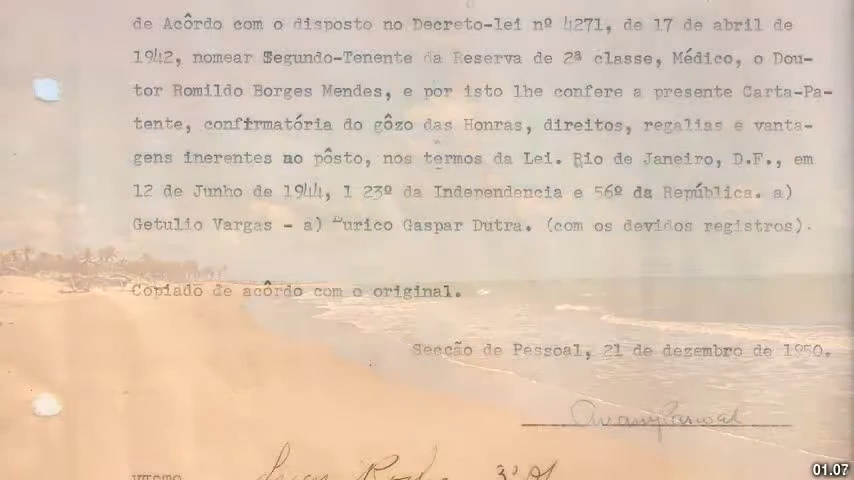 de Acôrdo com o disposto no Decreto-lei nº 4271, de 17 de abril de
1942, nomear Segundo-Tenente da Reserva de 2ª classe, Médico, o Dou-
tor Romildo Borges Mendes, e por isto lhe confere a presente Carta-Pa-
tente, confirmatória do gôzo das Honras, direitos, regalias e vanta-
gens inerentes ao pôsto, nos termos da Lei. Rio de Janeiro, D.F., em
12 de Junho de 1944, 1 23º da Independencia e 56º da República. a)
Getulio Vargas - a) Eurico Gaspar Dutra. (com os devidos registros).
Copiado de acôrdo com o original.
Secção de Pessoal, 21 de dezembro de 1950.
01.07